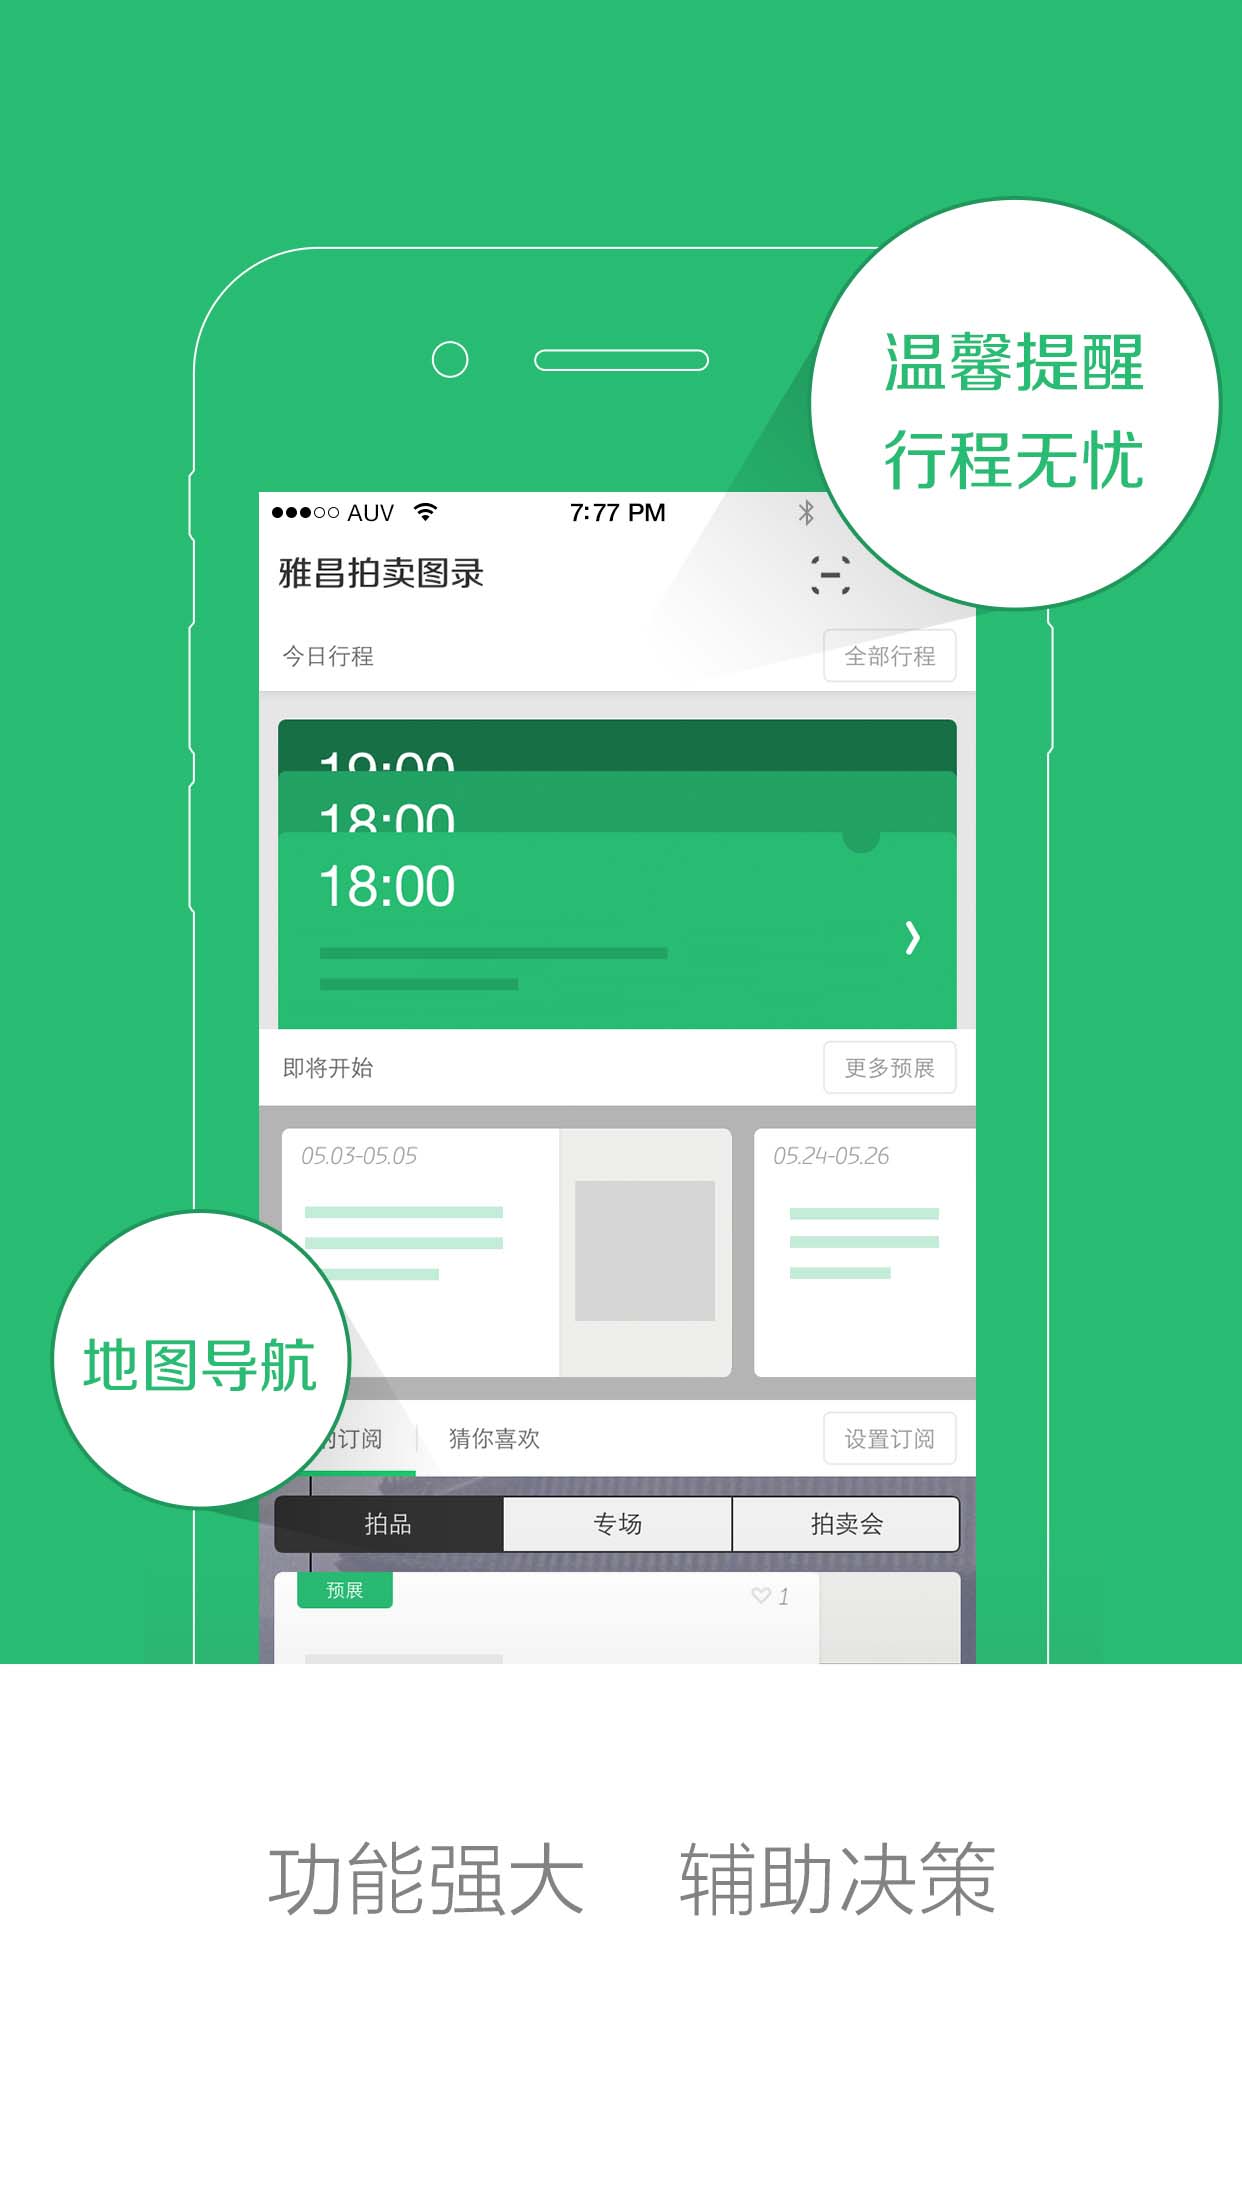 温馨提醒
行程无忧
AUV 7:77 PM
雅昌拍卖图录
今日行程 全部行程
19:00
18:00
18:00
即将开始 更多预展
05.03-05.05 05.24-05.26
地图导航
的订阅 猜你喜欢 设置订阅
拍品 专场 拍卖会
预展 1
功能强大 辅助决策